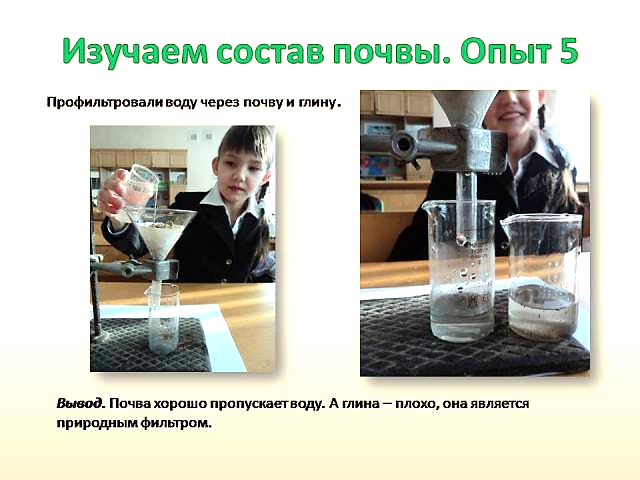 Изучаем состав почвы. Опыт 5
Профильтровали воду через почву и глину.
Вывод. Почва хорошо пропускает воду. А глина – плохо, она является
природным фильтром.